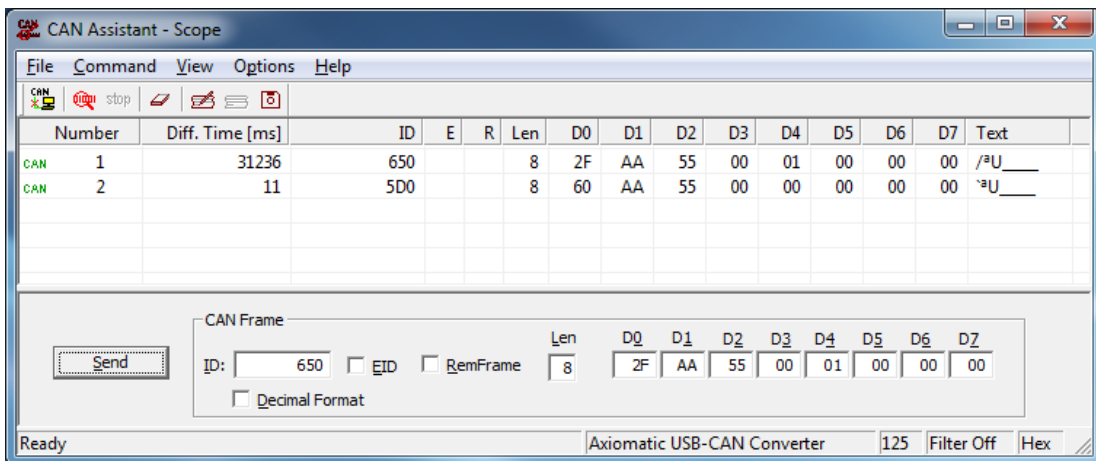 CAN Assistant - Scope
File Command View Options Help
CAN stop
Number Diff. Time [ms] ID E R Len D0 D1 D2 D3 D4 D5 D6 D7 Text
CAN 1 31236 650 8 2F AA 55 00 01 00 00 00 /ªU____
CAN 2 11 5D0 8 60 AA 55 00 00 00 00 00 `ªU____
CAN Frame
Len D0 D1 D2 D3 D4 D5 D6 D7
Send ID: 650 EID RemFrame 8 2F AA 55 00 01 00 00 00
Decimal Format
Ready Axiomatic USB-CAN Converter 125 Filter Off Hex